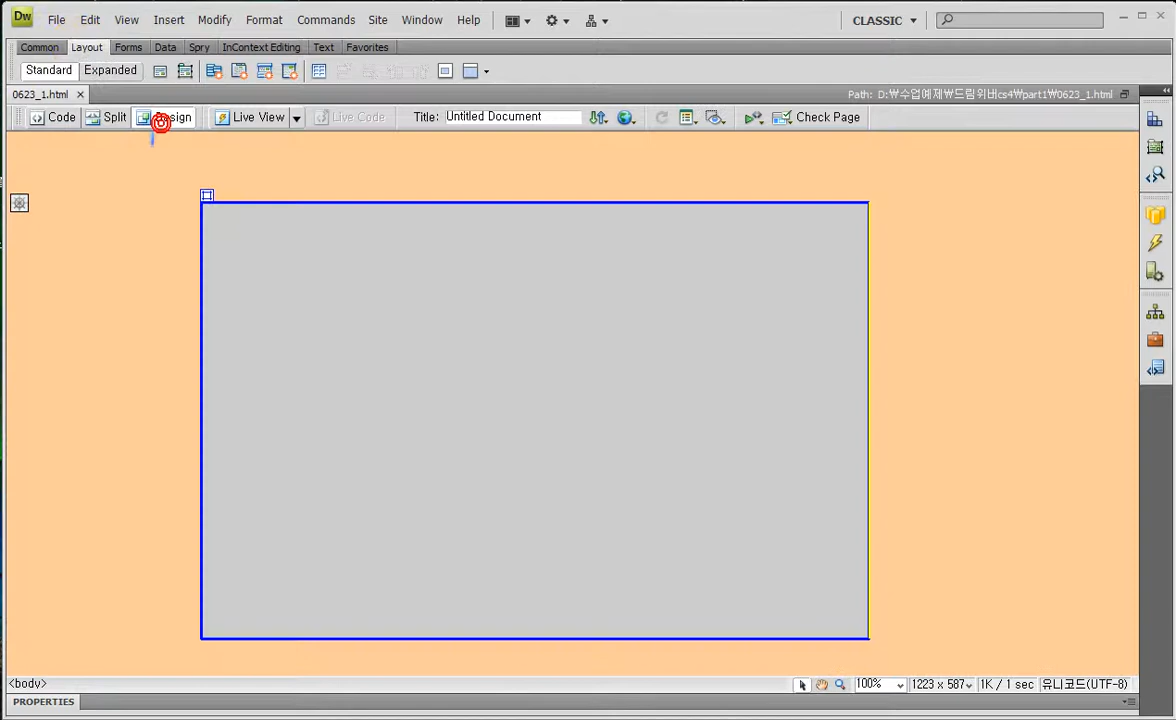 Dw File Edit View Insert Modify Format Commands Site Window Help CLASSIC
Common Layout Forms Data Spry InContext Editing Text Favorites
Standard Expanded
0623_1.html Path: D:₩수업예제₩드림위버cs4₩part1₩0623_1.html
Code Split Live View Live Code Title: Untitled Document Check Page
<body> 100% 1223 x 587 1K / 1 sec 유니코드(UTF-8)
PROPERTIES